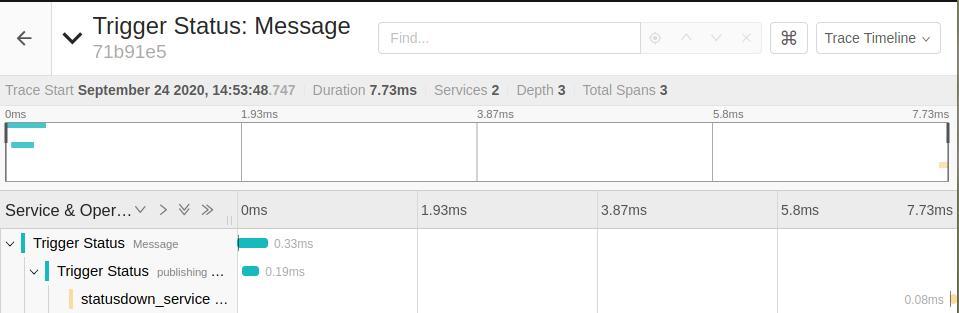 Trigger Status: Message
71b91e5
Find...
Trace Timeline
Trace Start September 24 2020, 14:53:48.747 Duration 7.73ms Services 2 Depth 3 Total Spans 3
0ms 1.93ms 3.87ms 5.8ms 7.73ms
Service & Oper... 0ms 1.93ms 3.87ms 5.8ms 7.73ms
Trigger Status Message 0.33ms
Trigger Status publishing ... 0.19ms
statusdown_service ... 0.08ms